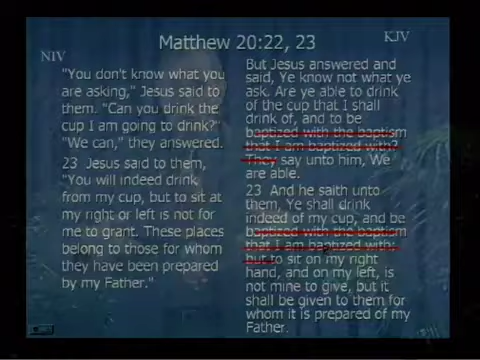 Matthew 20:22, 23
NIV
"You don't know what you
are asking," Jesus said to
them. "Can you drink the
cup I am going to drink?"
"We can," they answered.
23 Jesus said to them,
"You will indeed drink
from my cup, but to sit at
my right or left is not for
me to grant. These places
belong to those for whom
they have been prepared
by my Father."
KJV
But Jesus answered and
said, Ye know not what ye
ask. Are ye able to drink
of the cup that I shall
drink of, and to be
baptized with the baptism
that I am baptized with?
They say unto him, We
are able.
23 And he saith unto
them, Ye shall drink
indeed of my cup, and be
baptized with the baptism
that I am baptized with:
but to sit on my right
hand, and on my left, is
not mine to give, but it
shall be given to them for
whom it is prepared of my
Father.